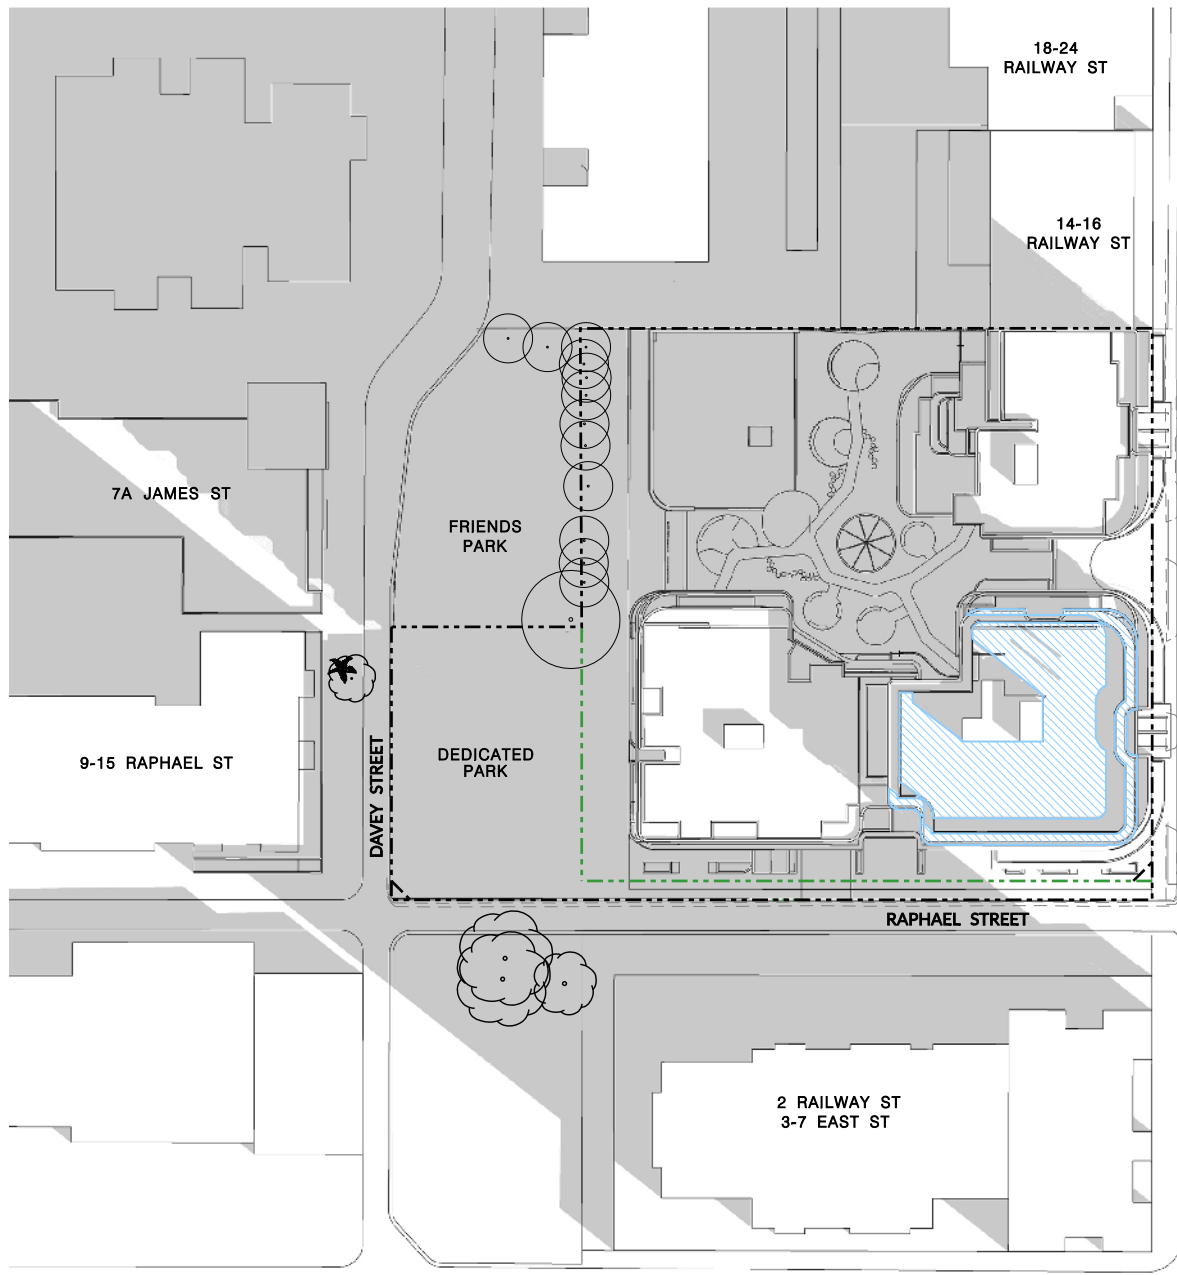 18-24
RAILWAY ST
14-16
RAILWAY ST
7A JAMES ST
FRIENDS
PARK
9-15 RAPHAEL ST
DAVEY STREET
DEDICATED
PARK
RAPHAEL STREET
2 RAILWAY ST
3-7 EAST ST